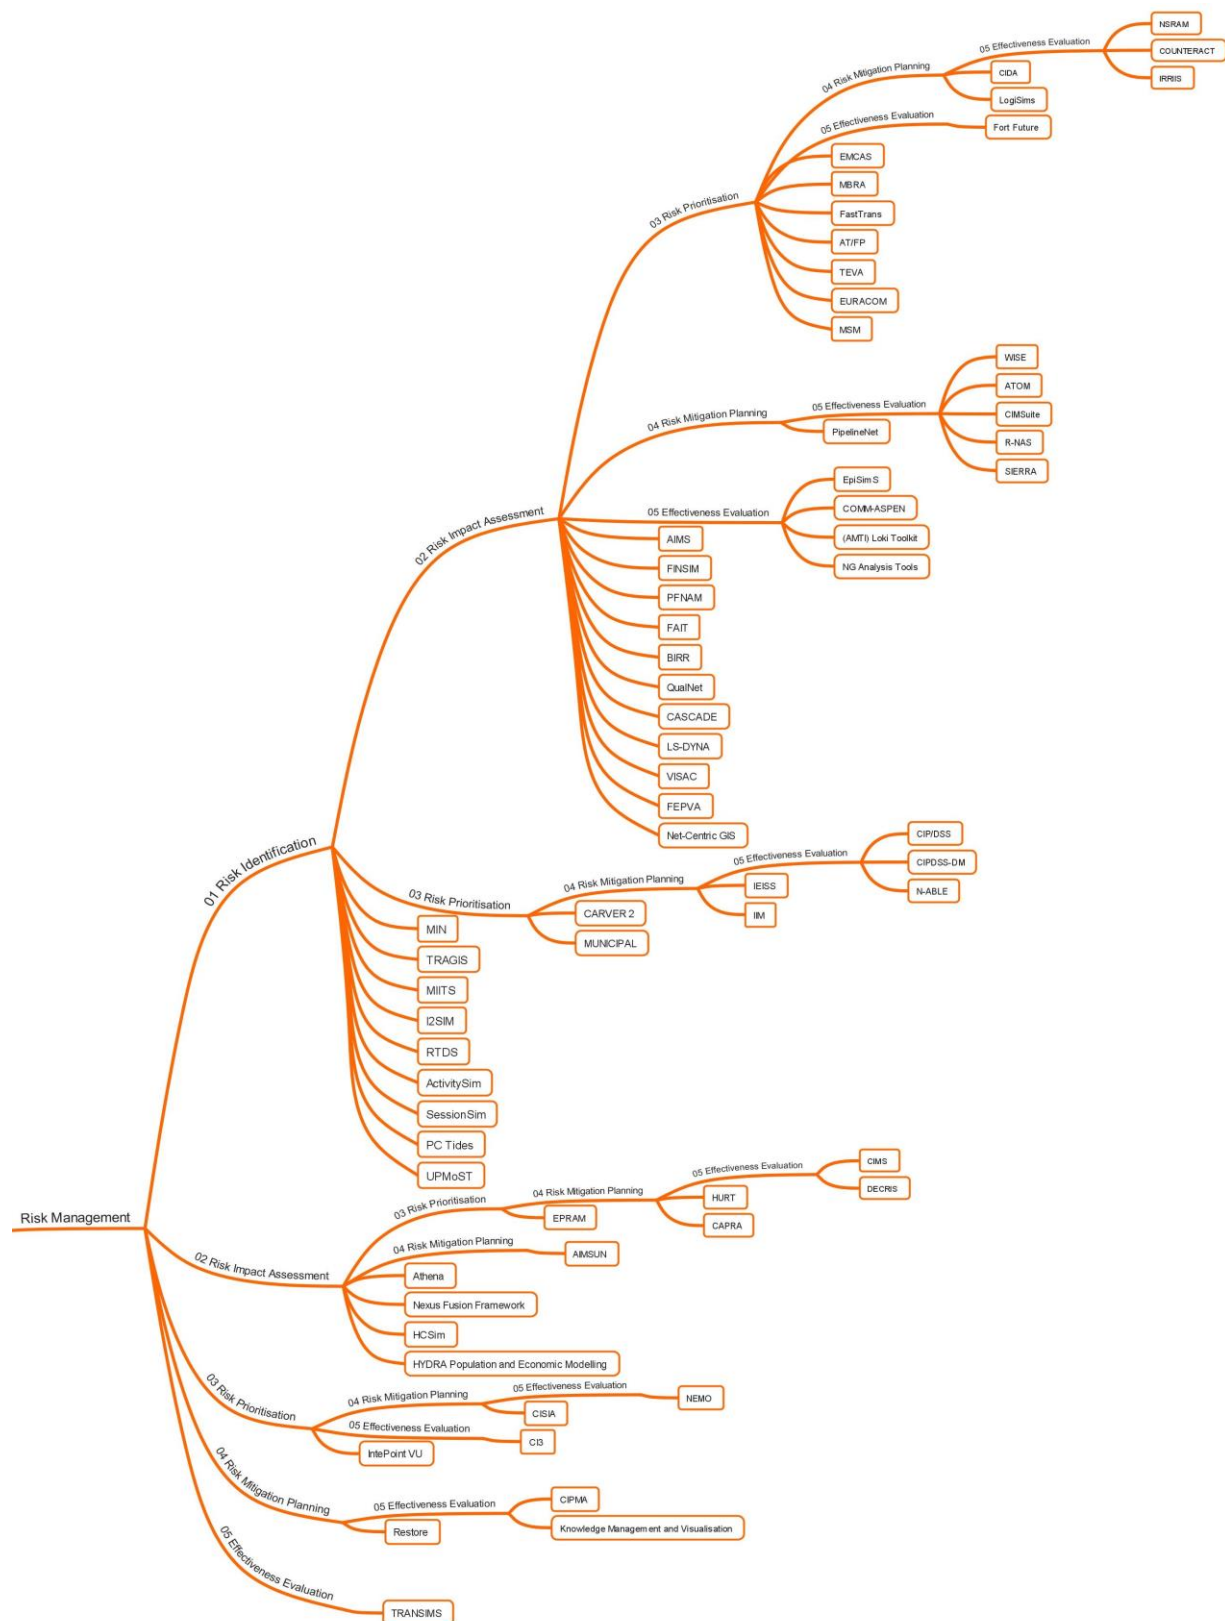 NSRAM
05 Effectiveness Evaluation
COUNTERACT
04 Risk Mitigation Planning
CIDA
IRRIIS
LogiSims
05 Effectiveness Evaluation
Fort Future
EMCAS
MBRA
03 Risk Prioritisation
FastTrans
AT/FP
TEVA
EURACOM
MSM
WISE
ATOM
05 Effectiveness Evaluation
04 Risk Mitigation Planning
CIMSuite
PipelineNet
R-NAS
SIERRA
EpiSimS
COMM-ASPEN
05 Effectiveness Evaluation
02 Risk Impact Assessment
AIMS
(AMTI) Loki Toolkit
FINSIM
NG Analysis Tools
PFNAM
FAIT
BIRR
QualNet
CASCADE
LS-DYNA
VISAC
FEPVA
Net-Centric GIS
CIP/DSS
05 Effectiveness Evaluation
01 Risk Identification
CIPDSS-DM
04 Risk Mitigation Planning
IEISS
N-ABLE
03 Risk Prioritisation
CARVER 2
IIM
MIN
MUNICIPAL
TRAGIS
MIITS
I2SIM
RTDS
ActivitySim
SessionSim
PC Tides
UPMoST
CIMS
05 Effectiveness Evaluation
04 Risk Mitigation Planning
DECRIS
HURT
03 Risk Prioritisation
Risk Management
EPRAM
CAPRA
04 Risk Mitigation Planning
AIMSUN
02 Risk Impact Assessment
Athena
Nexus Fusion Framework
HCSim
HYDRA Population and Economic Modelling
05 Effectiveness Evaluation
04 Risk Mitigation Planning
NEMO
03 Risk Prioritisation
CISIA
05 Effectiveness Evaluation
CI3
IntePoint VU
04 Risk Mitigation Planning
CIPMA
05 Effectiveness Evaluation
Restore
Knowledge Management and Visualisation
05 Effectiveness Evaluation
TRANSIMS